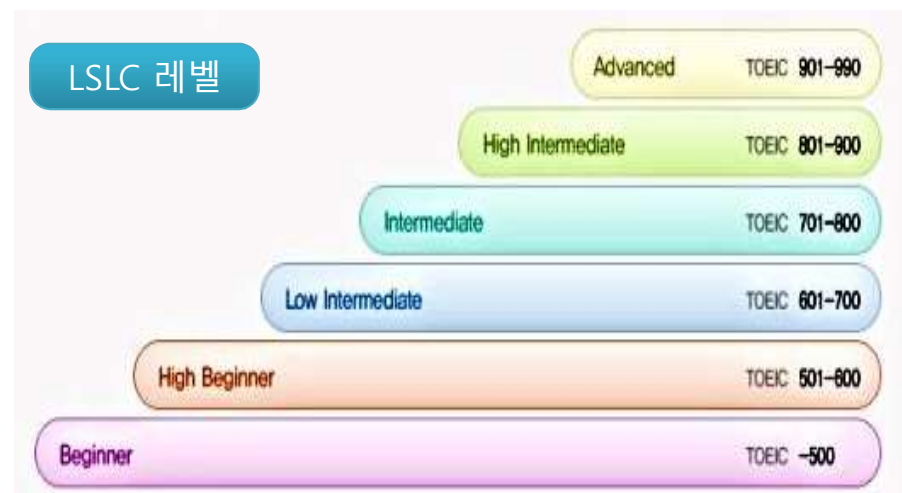 LSLC 레벨
Advanced TOEIC 901-990
High Intermediate TOEIC 801-900
Intermediate TOEIC 701-800
Low Intermediate TOEIC 601-700
High Beginner TOEIC 501-600
Beginner TOEIC -500